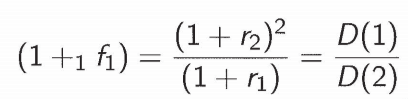 (1 +₁ f₁) = (1 + r₂)² / (1 + r₁) = D(1) / D(2)